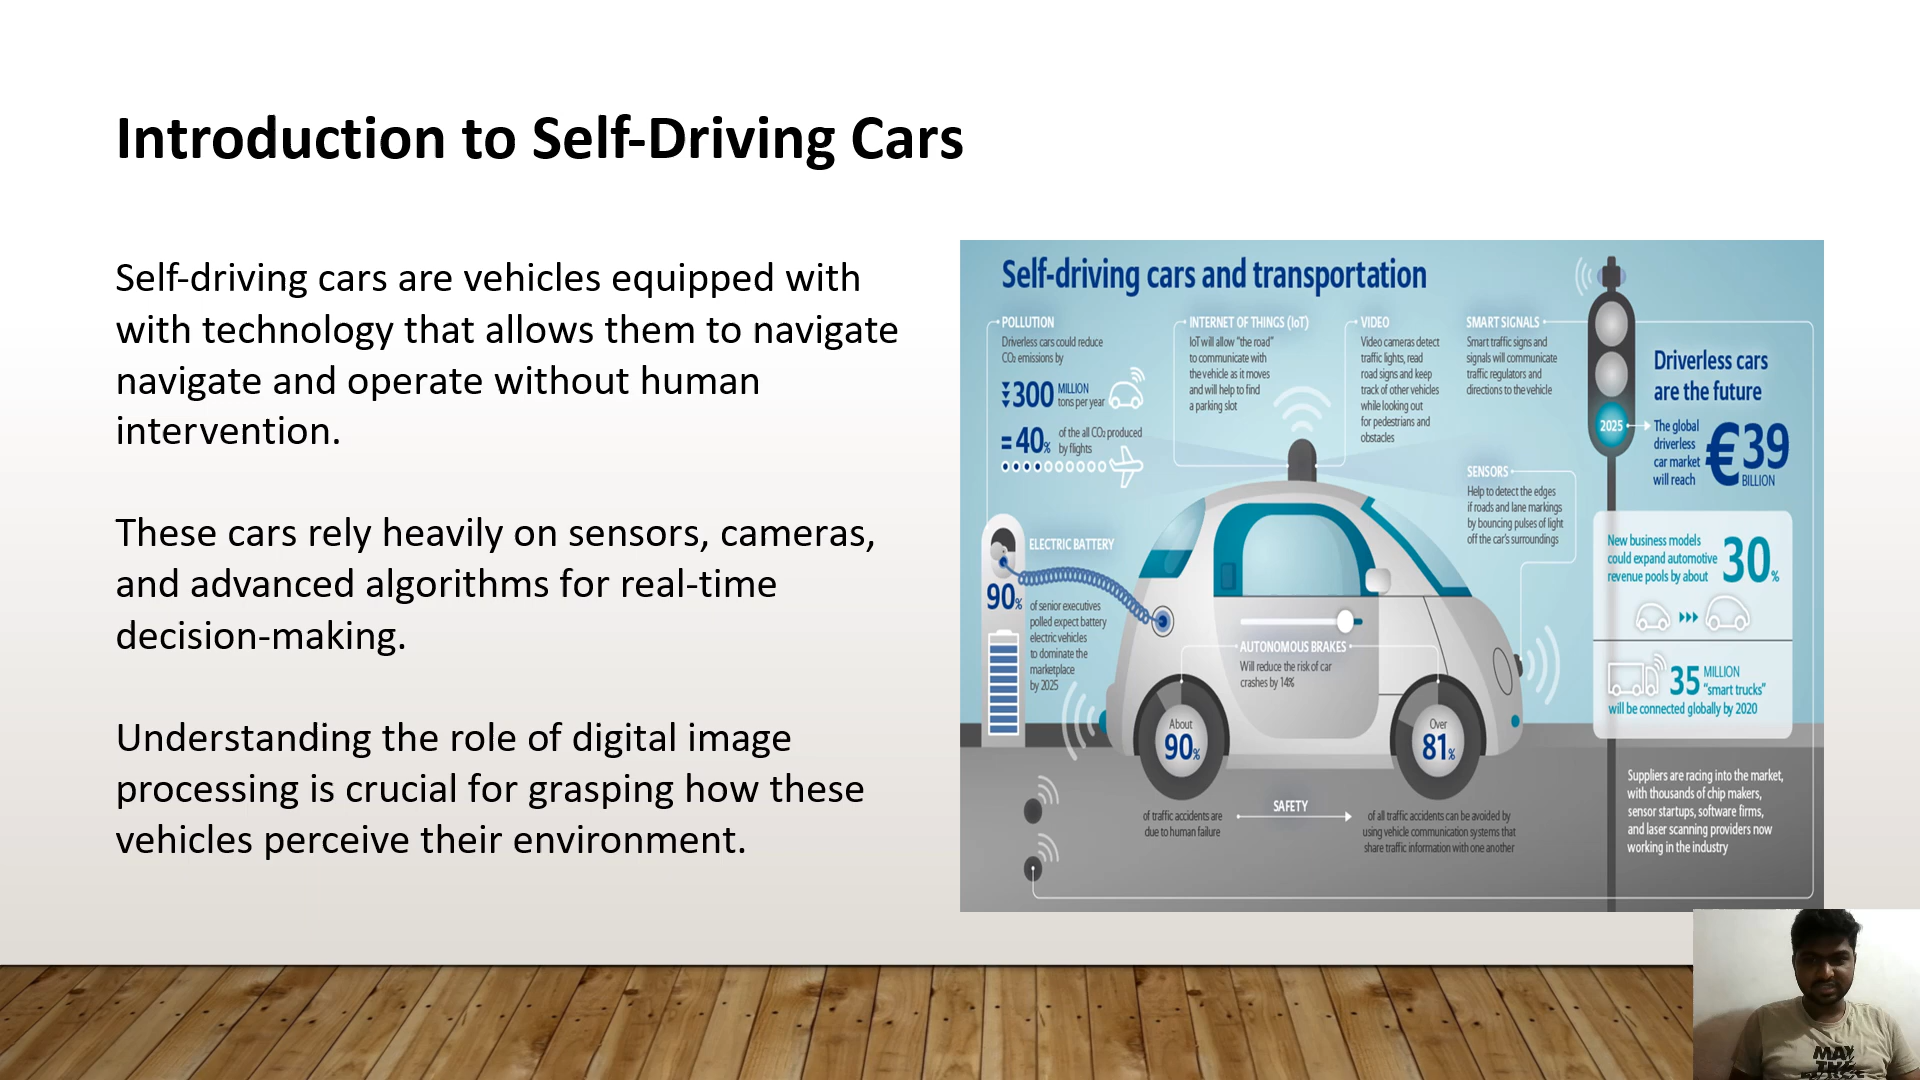 Introduction to Self-Driving Cars
Self-driving cars are vehicles equipped with
with technology that allows them to navigate
navigate and operate without human
intervention.
These cars rely heavily on sensors, cameras,
and advanced algorithms for real-time
decision-making.
Understanding the role of digital image
processing is crucial for grasping how these
vehicles perceive their environment.
Self-driving cars and transportation
POLLUTION
Driverless cars could reduce
CO₂ emissions by
300 MILLION
tons per year
= 40% of the all CO₂ produced
by flights
INTERNET OF THINGS (IoT)
IoT will allow "the road"
to communicate with
the vehicle as it moves
and will help to find
a parking slot
VIDEO
Video cameras detect
traffic lights, read
road signs and keep
track of other vehicles
while looking out
for pedestrians and
obstacles
SMART SIGNALS
Smart traffic signs and
signals will communicate
traffic regulators and
directions to the vehicle
SENSORS
Help to detect the edges
if roads and lane markings
by bouncing pulses of light
off the car's surroundings
Driverless cars
are the future
2025
The global
driverless
car market
will reach
€39
BILLION
New business models
could expand automotive
revenue pools by about
30%
35 MILLION
"smart trucks"
will be connected globally by 2020
ELECTRIC BATTERY
90% of senior executives
polled expect battery
electric vehicles
to dominate the
marketplace
by 2025
AUTONOMOUS BRAKES
Will reduce the risk of car
crashes by 14%
About
90%
of traffic accidents are
due to human failure
SAFETY
Over
81%
of all traffic accidents can be avoided by
using vehicle communication systems that
share traffic information with one another
Suppliers are racing into the market,
with thousands of chip makers,
sensor startups, software firms,
and laser scanning providers now
working in the industry
MAY
THE